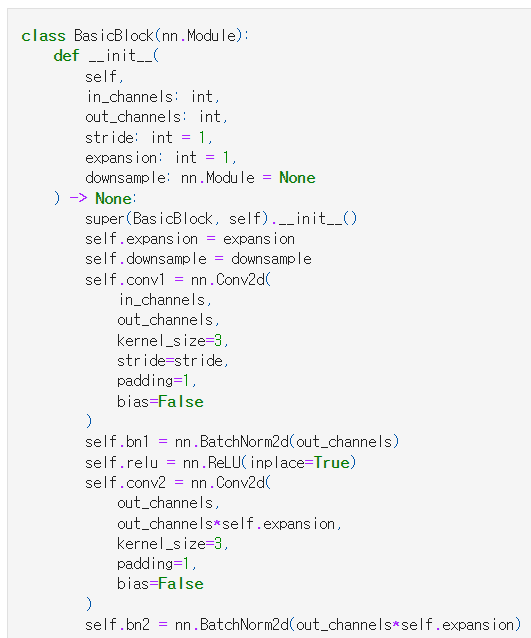 class BasicBlock(nn.Module):
    def __init__(
        self,
        in_channels: int,
        out_channels: int,
        stride: int = 1,
        expansion: int = 1,
        downsample: nn.Module = None
    ) -> None:
        super(BasicBlock, self).__init__()
        self.expansion = expansion
        self.downsample = downsample
        self.conv1 = nn.Conv2d(
            in_channels,
            out_channels,
            kernel_size=3,
            stride=stride,
            padding=1,
            bias=False
        )
        self.bn1 = nn.BatchNorm2d(out_channels)
        self.relu = nn.ReLU(inplace=True)
        self.conv2 = nn.Conv2d(
            out_channels,
            out_channels*self.expansion,
            kernel_size=3,
            padding=1,
            bias=False
        )
        self.bn2 = nn.BatchNorm2d(out_channels*self.expansion)